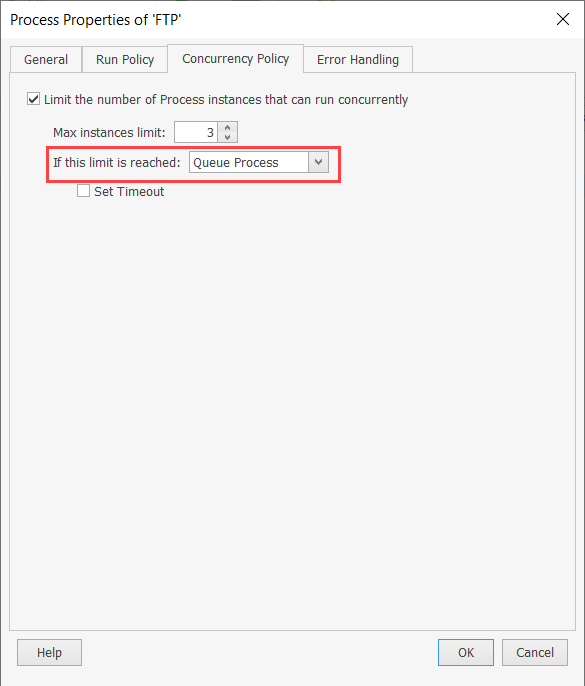 Process Properties of 'FTP'
General Run Policy Concurrency Policy Error Handling
Limit the number of Process instances that can run concurrently
Max instances limit: 3
If this limit is reached: Queue Process
Set Timeout
Help OK Cancel